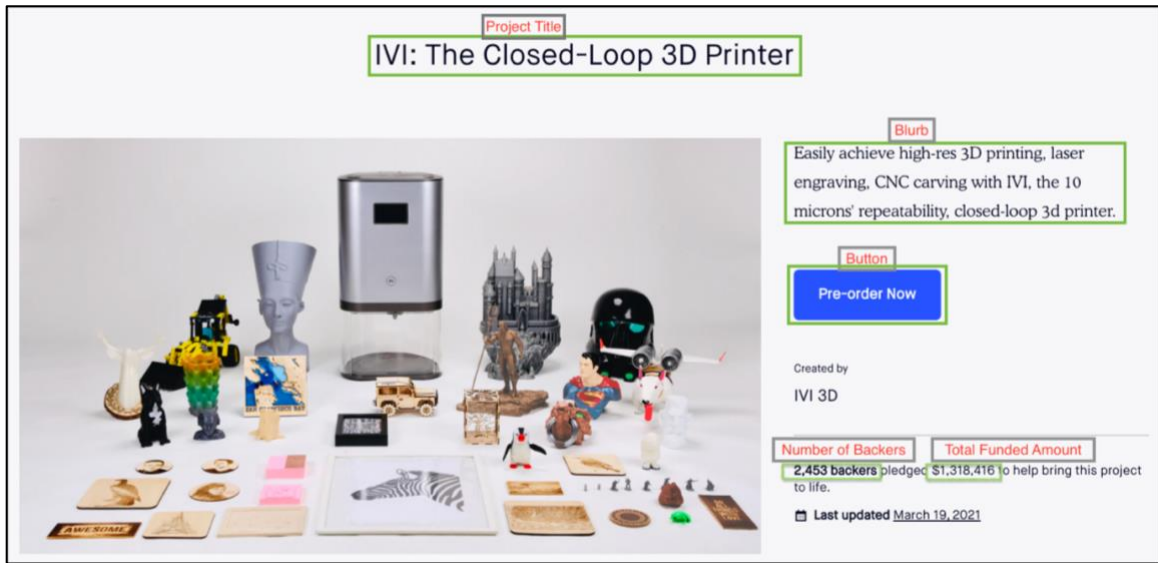 Project Title
IVI: The Closed-Loop 3D Printer
Blurb
Easily achieve high-res 3D printing, laser
engraving, CNC carving with IVI, the 10
microns' repeatability, closed-loop 3d printer.
Button
Pre-order Now
Created by
IVI 3D
Number of Backers Total Funded Amount
2,453 backers pledged $1,318,416 to help bring this project
to life.
Last updated March 19, 2021
AWESOME